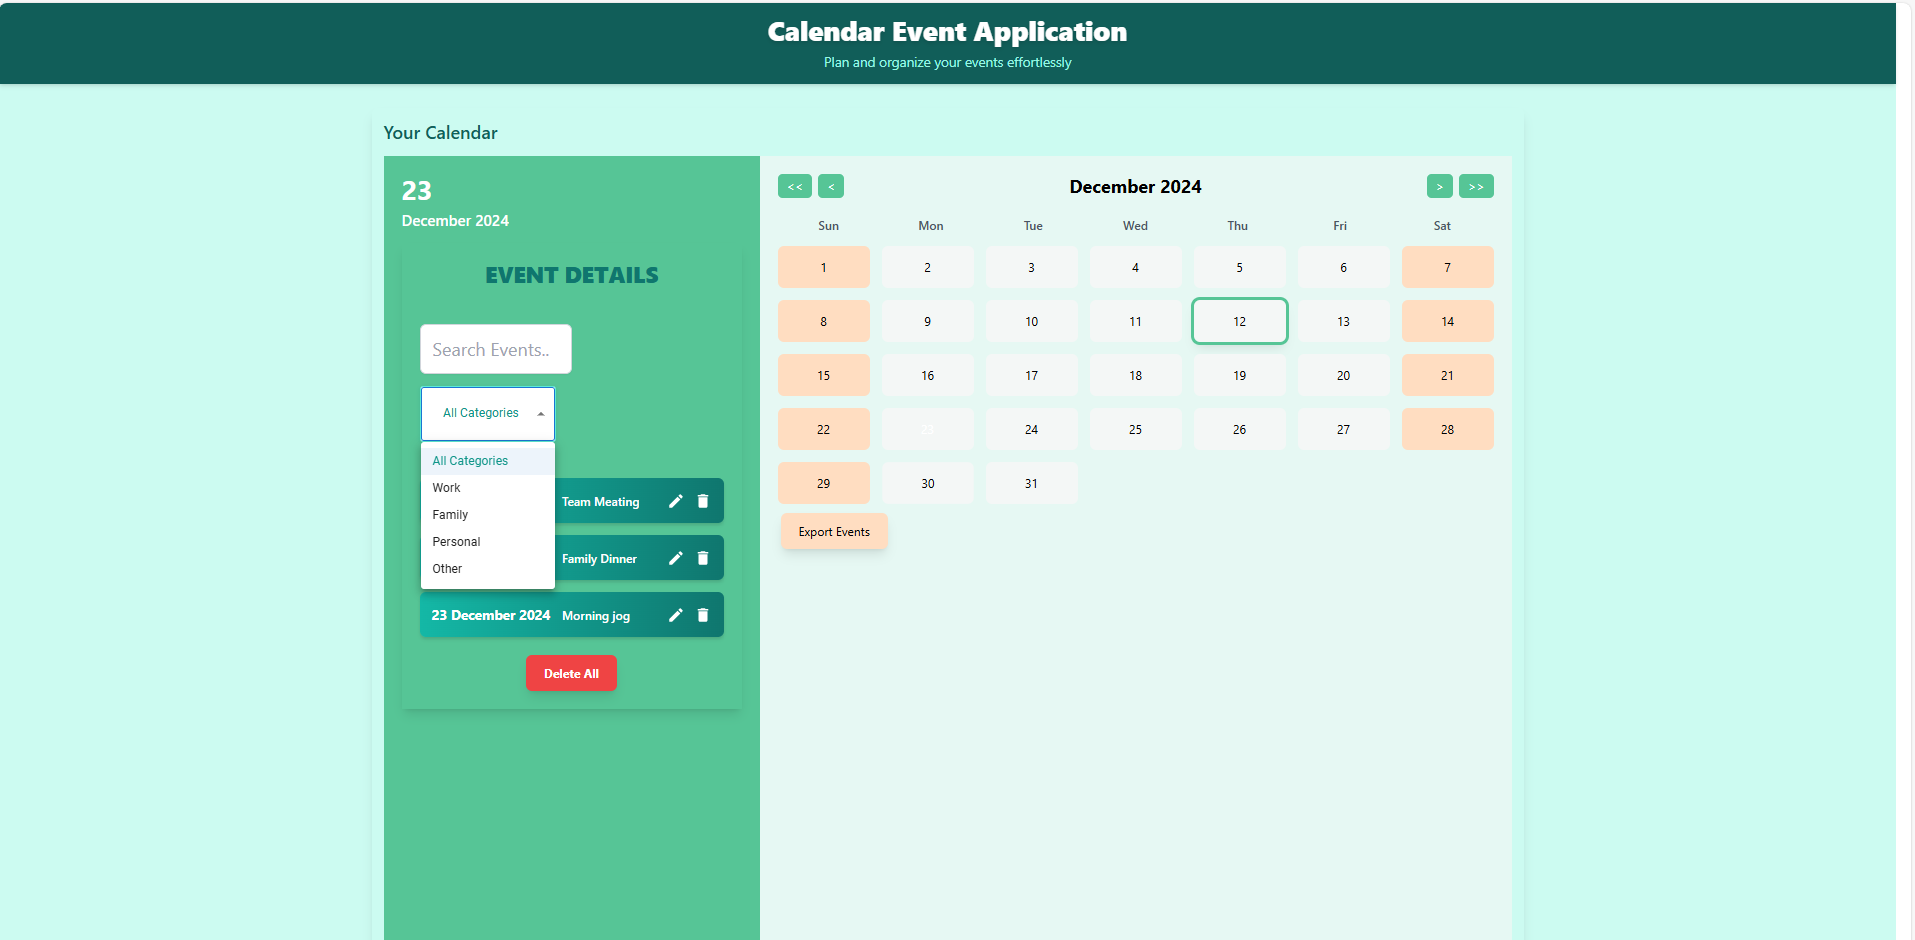 Calendar Event Application
Plan and organize your events effortlessly
Your Calendar
23
December 2024
EVENT DETAILS
Search Events..
All Categories
All Categories
Work
Family
Personal
Other
Team Meating
Family Dinner
23 December 2024 Morning jog
Delete All
<< < December 2024 > >>
Sun Mon Tue Wed Thu Fri Sat
1 2 3 4 5 6 7
8 9 10 11 12 13 14
15 16 17 18 19 20 21
22 23 24 25 26 27 28
29 30 31
Export Events